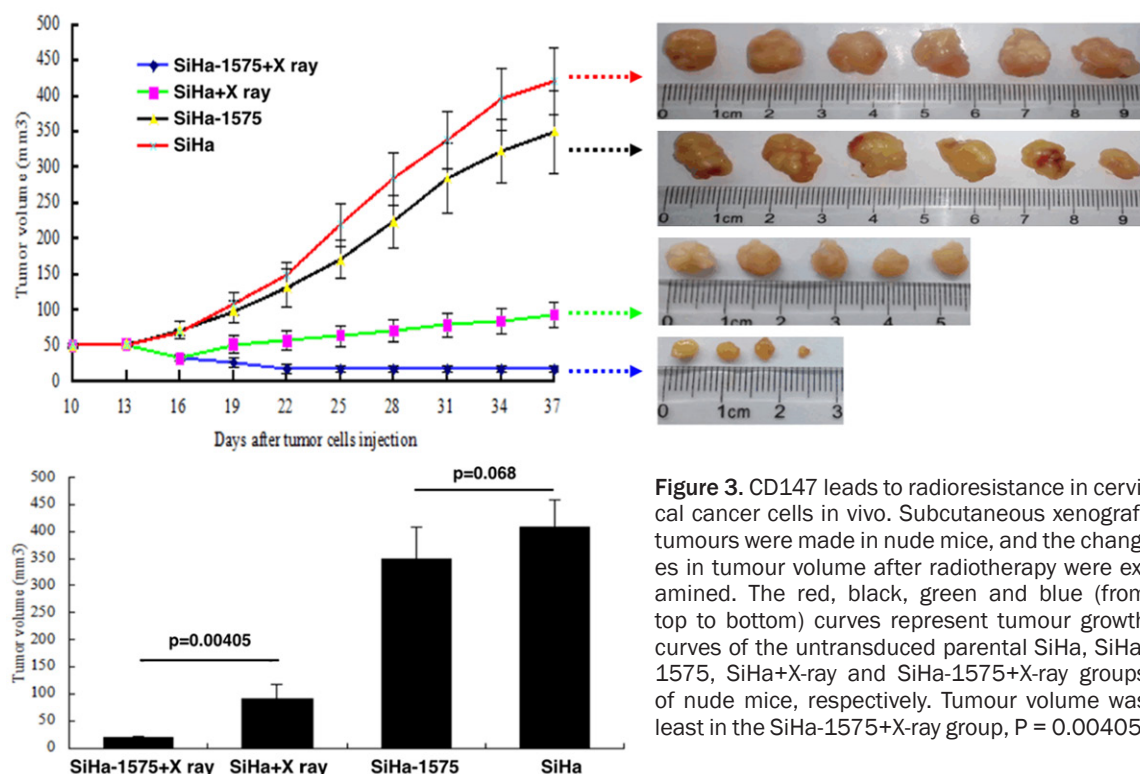 500
450
400
350
300
250
200
150
100
50
0
Tumor volume (mm3)
SiHa-1575+X ray
SiHa+X ray
SiHa-1575
SiHa
10 13 16 19 22 25 28 31 34 37
Days after tumor cells injection
0 1cm 2 3 4 5 6 7 8 9
0 1cm 2 3 4 5 6 7 8 9
0 1cm 2 3 4 5
0 1cm 2 3
500
450
400
350
300
250
200
150
100
50
0
Tumor volume (mm3)
p=0.00405
p=0.068
SiHa-1575+X ray SiHa+X ray SiHa-1575 SiHa
Figure 3. CD147 leads to radioresistance in cervi
cal cancer cells in vivo. Subcutaneous xenograf
tumours were made in nude mice, and the chang
es in tumour volume after radiotherapy were ex
amined. The red, black, green and blue (from
top to bottom) curves represent tumour growth
curves of the untransduced parental SiHa, SiHa
1575, SiHa+X-ray and SiHa-1575+X-ray groups
of nude mice, respectively. Tumour volume was
least in the SiHa-1575+X-ray group, P = 0.00405